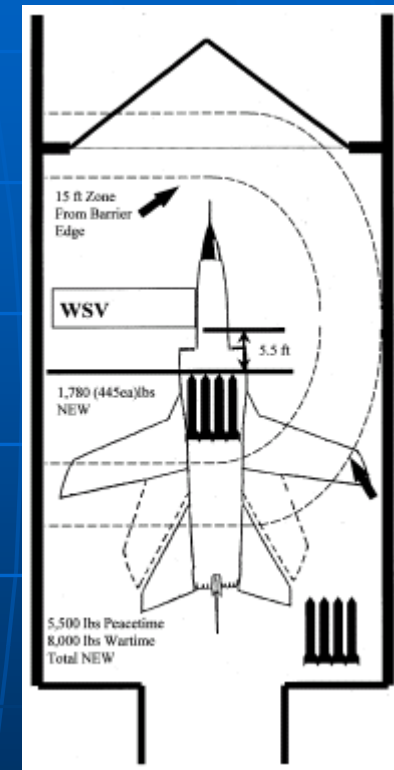 15 ft Zone
From Barrier
Edge
WSV
5.5 ft
1,780 (445ea)lbs
NEW
5,500 lbs Peacetime
8,000 lbs Wartime
Total NEW